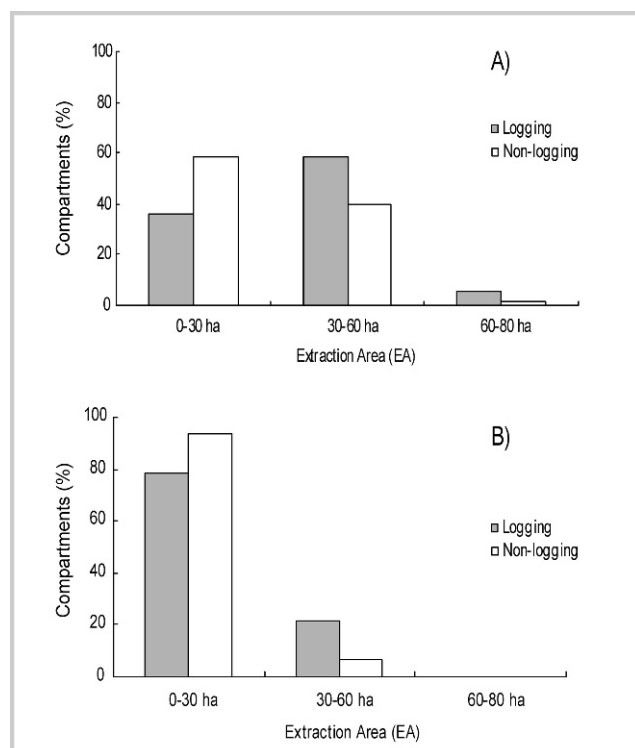 A)
100
80
60
40
20
0
Compartments (%)
Logging
Non-logging
0-30 ha 30-60 ha 60-80 ha
Extraction Area (EA)
B)
100
80
60
40
20
0
Compartments (%)
Logging
Non-logging
0-30 ha 30-60 ha 60-80 ha
Extraction Area (EA)